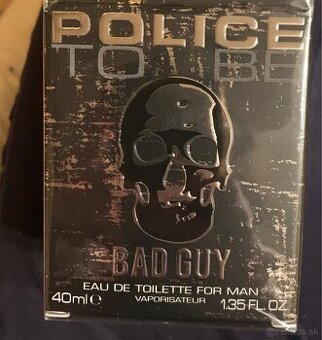 POLICE
TO BE
BAD GUY
EAU DE TOILETTE FOR MAN
40ml ℮ VAPORISATEUR 1.35 FL OZ